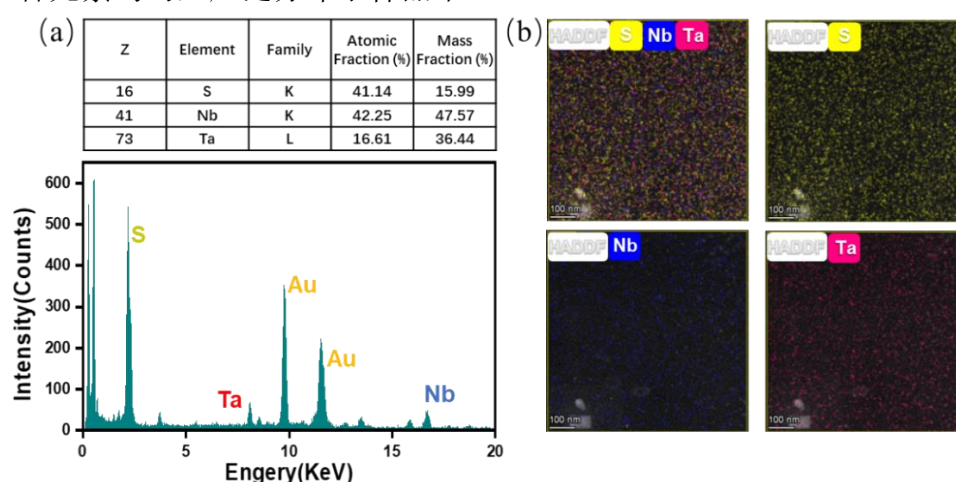 (a)
Z Element Family Atomic Fraction (%) Mass Fraction (%)
16 S K 41.14 15.99
41 Nb K 42.25 47.57
73 Ta L 16.61 36.44
600
500
400
300
200
100
0
Intensity(Counts)
S
Au
Au
Ta
Nb
0 5 10 15 20
Engery(KeV)
(b)
HADDF S Nb Ta
100 nm
HADDF S
100 nm
HADDF Nb
100 nm
HADDF Ta
100 nm